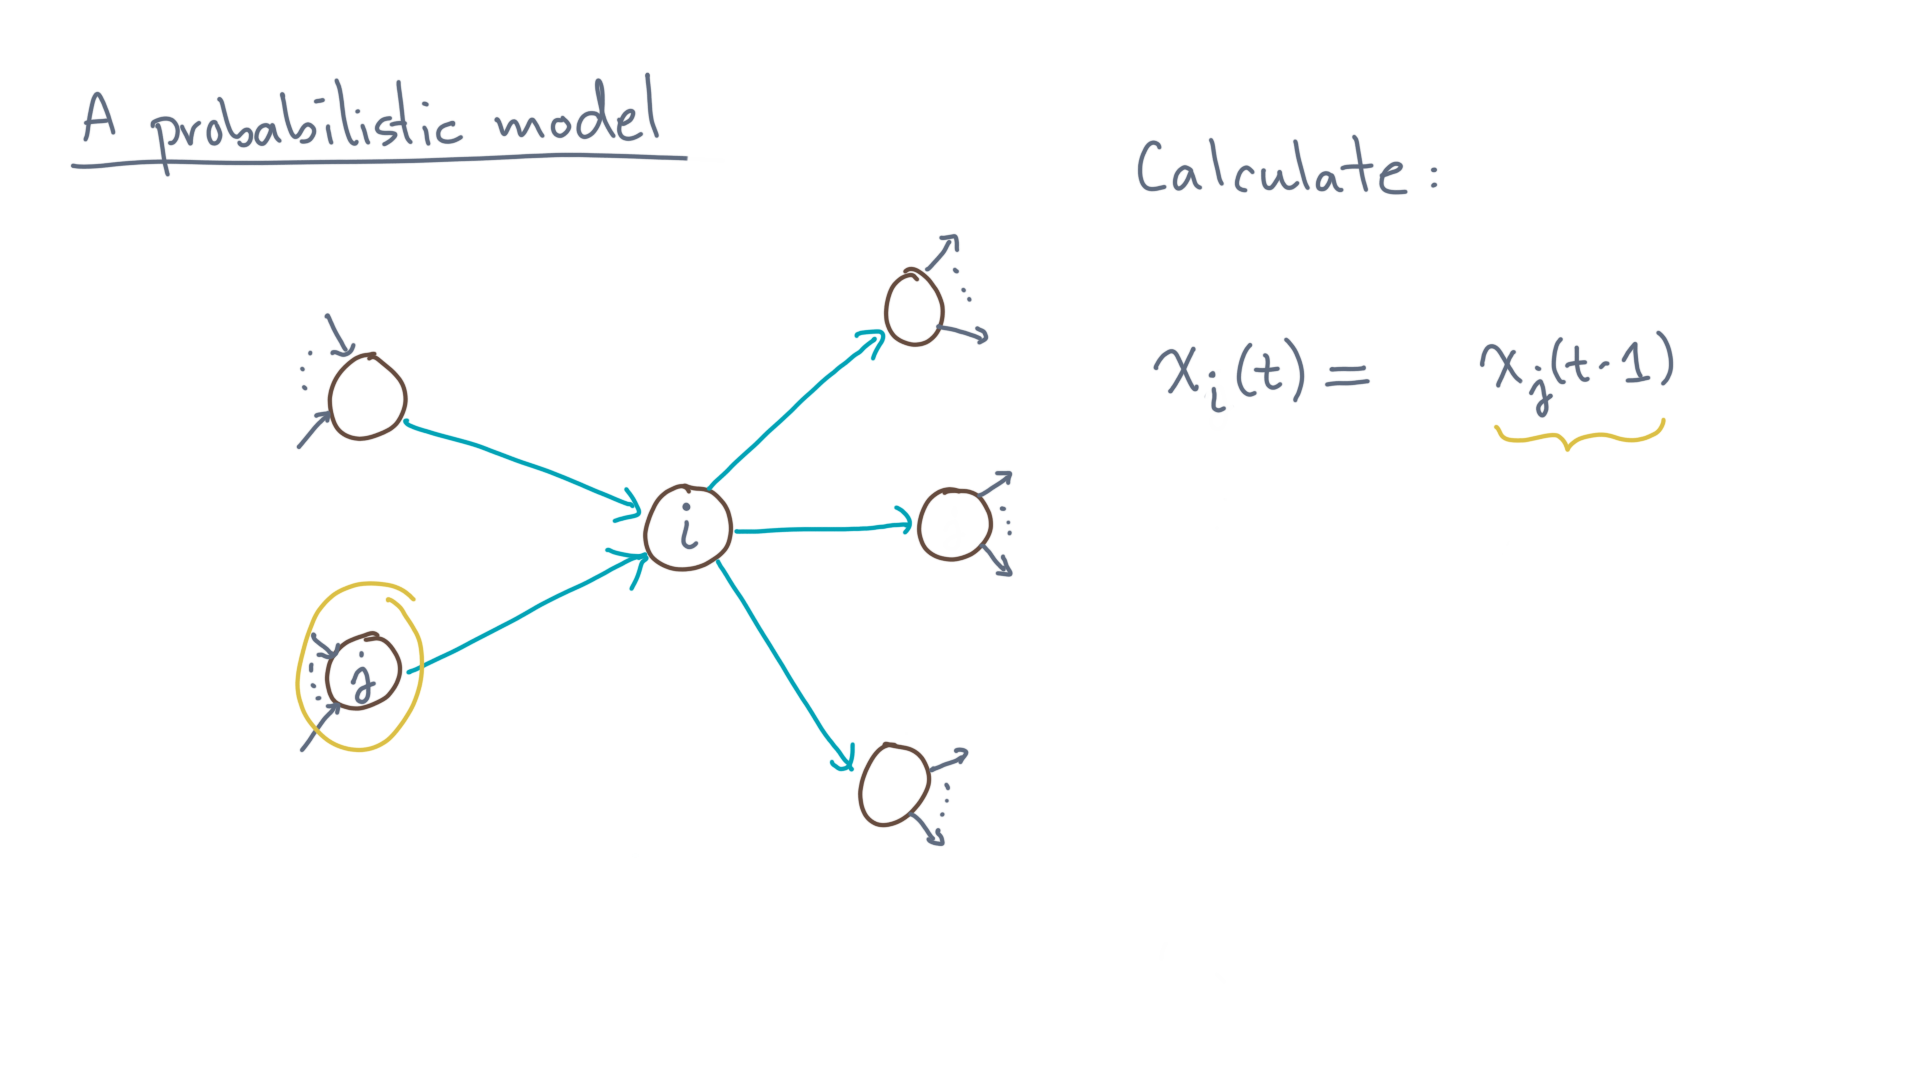 A probabilistic model
Calculate:
x_i(t) = x_j(t-1)
i
j